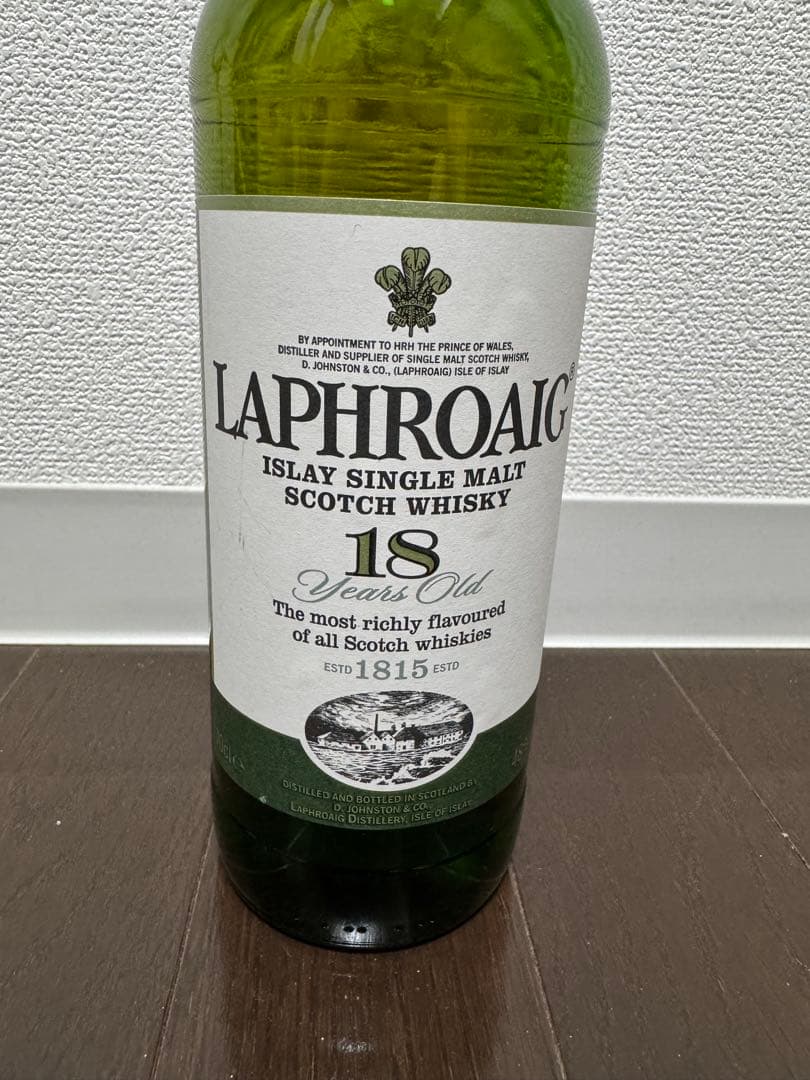 BY APPOINTMENT TO HRH THE PRINCE OF WALES,
DISTILLER AND SUPPLIER OF SINGLE MALT SCOTCH WHISKY,
D. JOHNSTON & CO., (LAPHROAIG) ISLE OF ISLAY
LAPHROAIG®
ISLAY SINGLE MALT
SCOTCH WHISKY
18
Years Old
The most richly flavoured
of all Scotch whiskies
ESTD 1815 ESTD
DISTILLED AND BOTTLED IN SCOTLAND BY
D. JOHNSTON & CO.,
LAPHROAIG DISTILLERY, ISLE OF ISLAY